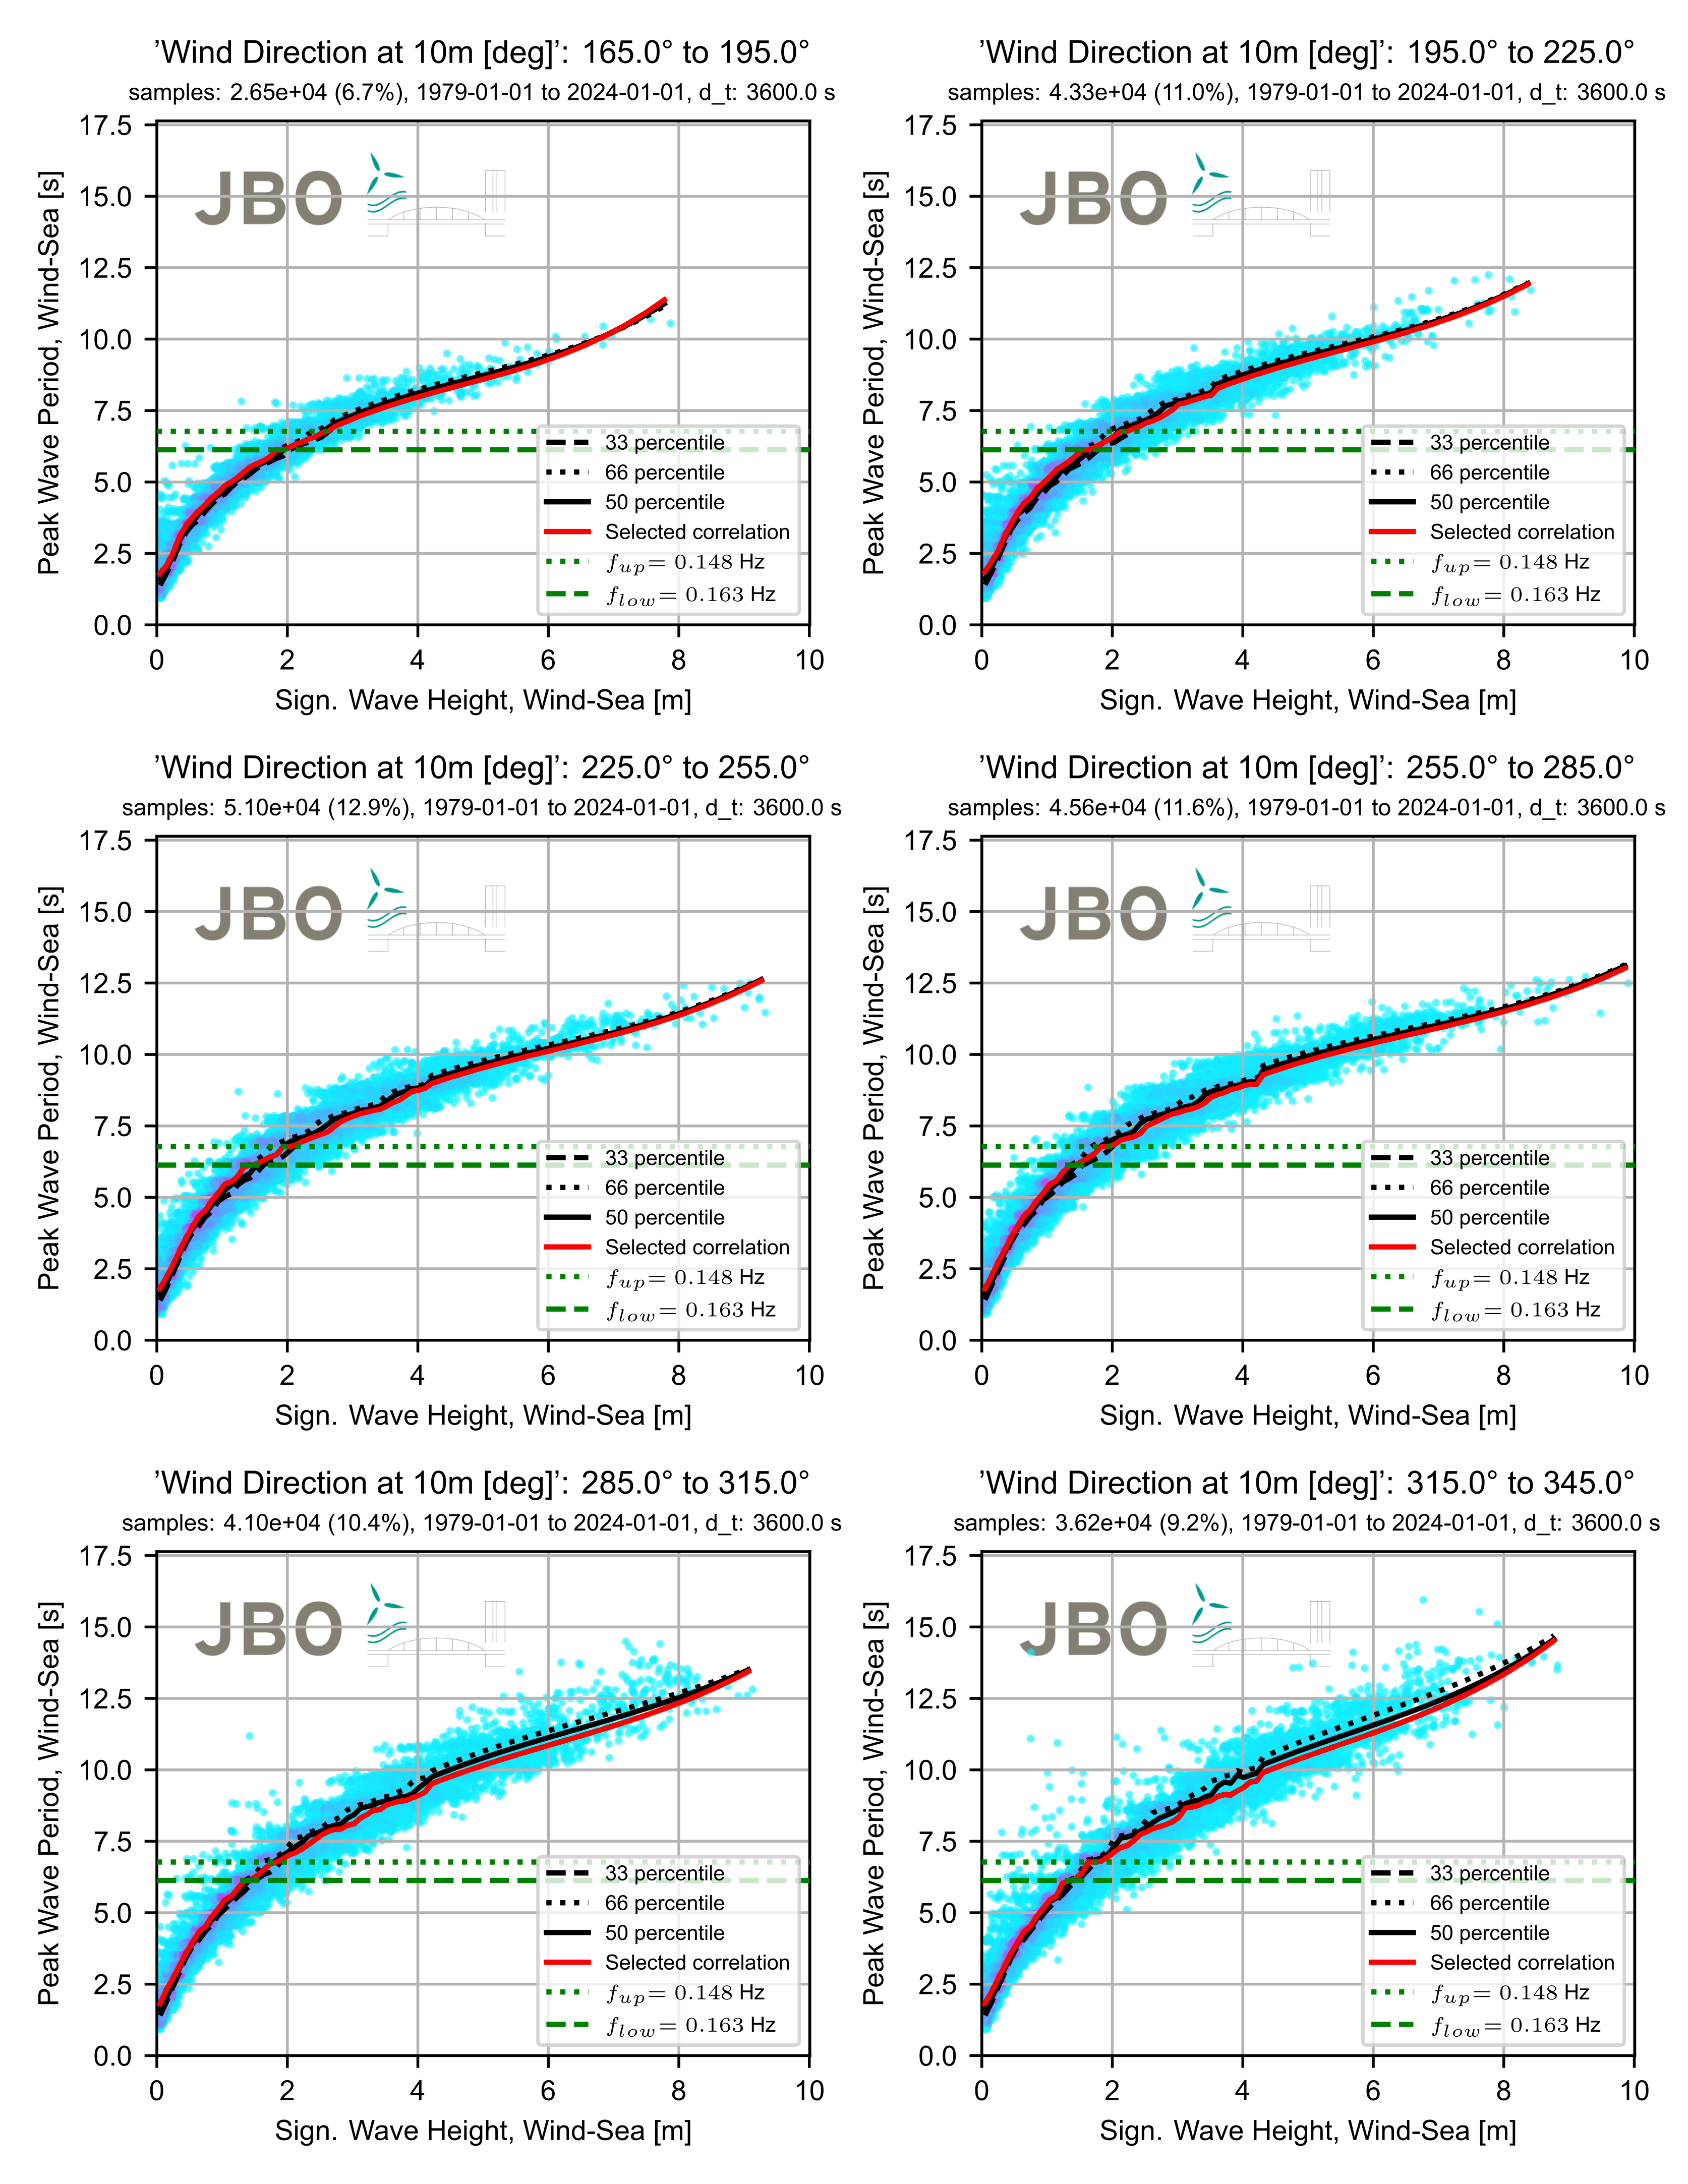 'Wind Direction at 10m [deg]': 165.0° to 195.0°
samples: 2.65e+04 (6.7%), 1979-01-01 to 2024-01-01, d_t: 3600.0 s
17.5
15.0
12.5
10.0
7.5
5.0
2.5
0.0
Peak Wave Period, Wind-Sea [s]
JBO
33 percentile
66 percentile
50 percentile
Selected correlation
f_up = 0.148 Hz
f_low = 0.163 Hz
0 2 4 6 8 10
Sign. Wave Height, Wind-Sea [m]
'Wind Direction at 10m [deg]': 195.0° to 225.0°
samples: 4.33e+04 (11.0%), 1979-01-01 to 2024-01-01, d_t: 3600.0 s
17.5
15.0
12.5
10.0
7.5
5.0
2.5
0.0
Peak Wave Period, Wind-Sea [s]
JBO
33 percentile
66 percentile
50 percentile
Selected correlation
f_up = 0.148 Hz
f_low = 0.163 Hz
0 2 4 6 8 10
Sign. Wave Height, Wind-Sea [m]
'Wind Direction at 10m [deg]': 225.0° to 255.0°
samples: 5.10e+04 (12.9%), 1979-01-01 to 2024-01-01, d_t: 3600.0 s
17.5
15.0
12.5
10.0
7.5
5.0
2.5
0.0
Peak Wave Period, Wind-Sea [s]
JBO
33 percentile
66 percentile
50 percentile
Selected correlation
f_up = 0.148 Hz
f_low = 0.163 Hz
0 2 4 6 8 10
Sign. Wave Height, Wind-Sea [m]
'Wind Direction at 10m [deg]': 255.0° to 285.0°
samples: 4.56e+04 (11.6%), 1979-01-01 to 2024-01-01, d_t: 3600.0 s
17.5
15.0
12.5
10.0
7.5
5.0
2.5
0.0
Peak Wave Period, Wind-Sea [s]
JBO
33 percentile
66 percentile
50 percentile
Selected correlation
f_up = 0.148 Hz
f_low = 0.163 Hz
0 2 4 6 8 10
Sign. Wave Height, Wind-Sea [m]
'Wind Direction at 10m [deg]': 285.0° to 315.0°
samples: 4.10e+04 (10.4%), 1979-01-01 to 2024-01-01, d_t: 3600.0 s
17.5
15.0
12.5
10.0
7.5
5.0
2.5
0.0
Peak Wave Period, Wind-Sea [s]
JBO
33 percentile
66 percentile
50 percentile
Selected correlation
f_up = 0.148 Hz
f_low = 0.163 Hz
0 2 4 6 8 10
Sign. Wave Height, Wind-Sea [m]
'Wind Direction at 10m [deg]': 315.0° to 345.0°
samples: 3.62e+04 (9.2%), 1979-01-01 to 2024-01-01, d_t: 3600.0 s
17.5
15.0
12.5
10.0
7.5
5.0
2.5
0.0
Peak Wave Period, Wind-Sea [s]
JBO
33 percentile
66 percentile
50 percentile
Selected correlation
f_up = 0.148 Hz
f_low = 0.163 Hz
0 2 4 6 8 10
Sign. Wave Height, Wind-Sea [m]